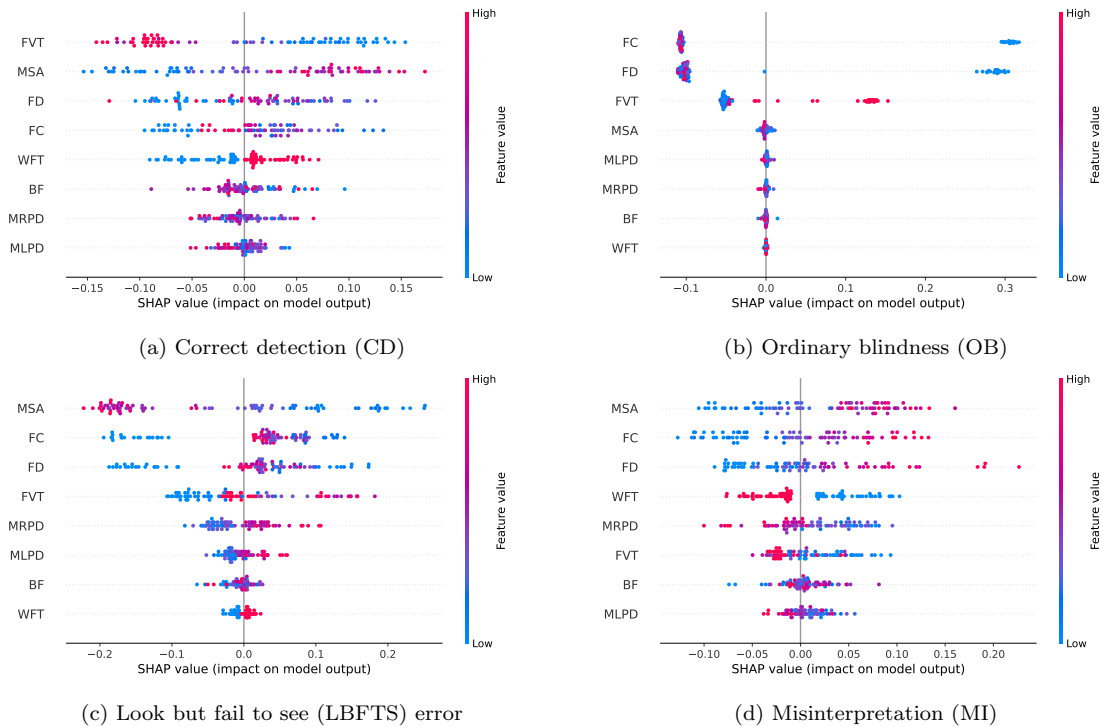 High
FVT
MSA
FD
FC
WFT
BF
MRPD
MLPD
Feature value
Low
−0.15 −0.10 −0.05 0.00 0.05 0.10 0.15
SHAP value (impact on model output)
(a) Correct detection (CD)
High
FC
FD
FVT
MSA
MLPD
MRPD
BF
WFT
Feature value
Low
−0.1 0.0 0.1 0.2 0.3
SHAP value (impact on model output)
(b) Ordinary blindness (OB)
High
MSA
FC
FD
FVT
MRPD
MLPD
BF
WFT
Feature value
Low
−0.2 −0.1 0.0 0.1 0.2
SHAP value (impact on model output)
(c) Look but fail to see (LBFTS) error
High
MSA
FC
FD
WFT
MRPD
FVT
BF
MLPD
Feature value
Low
−0.10 −0.05 0.00 0.05 0.10 0.15 0.20
SHAP value (impact on model output)
(d) Misinterpretation (MI)